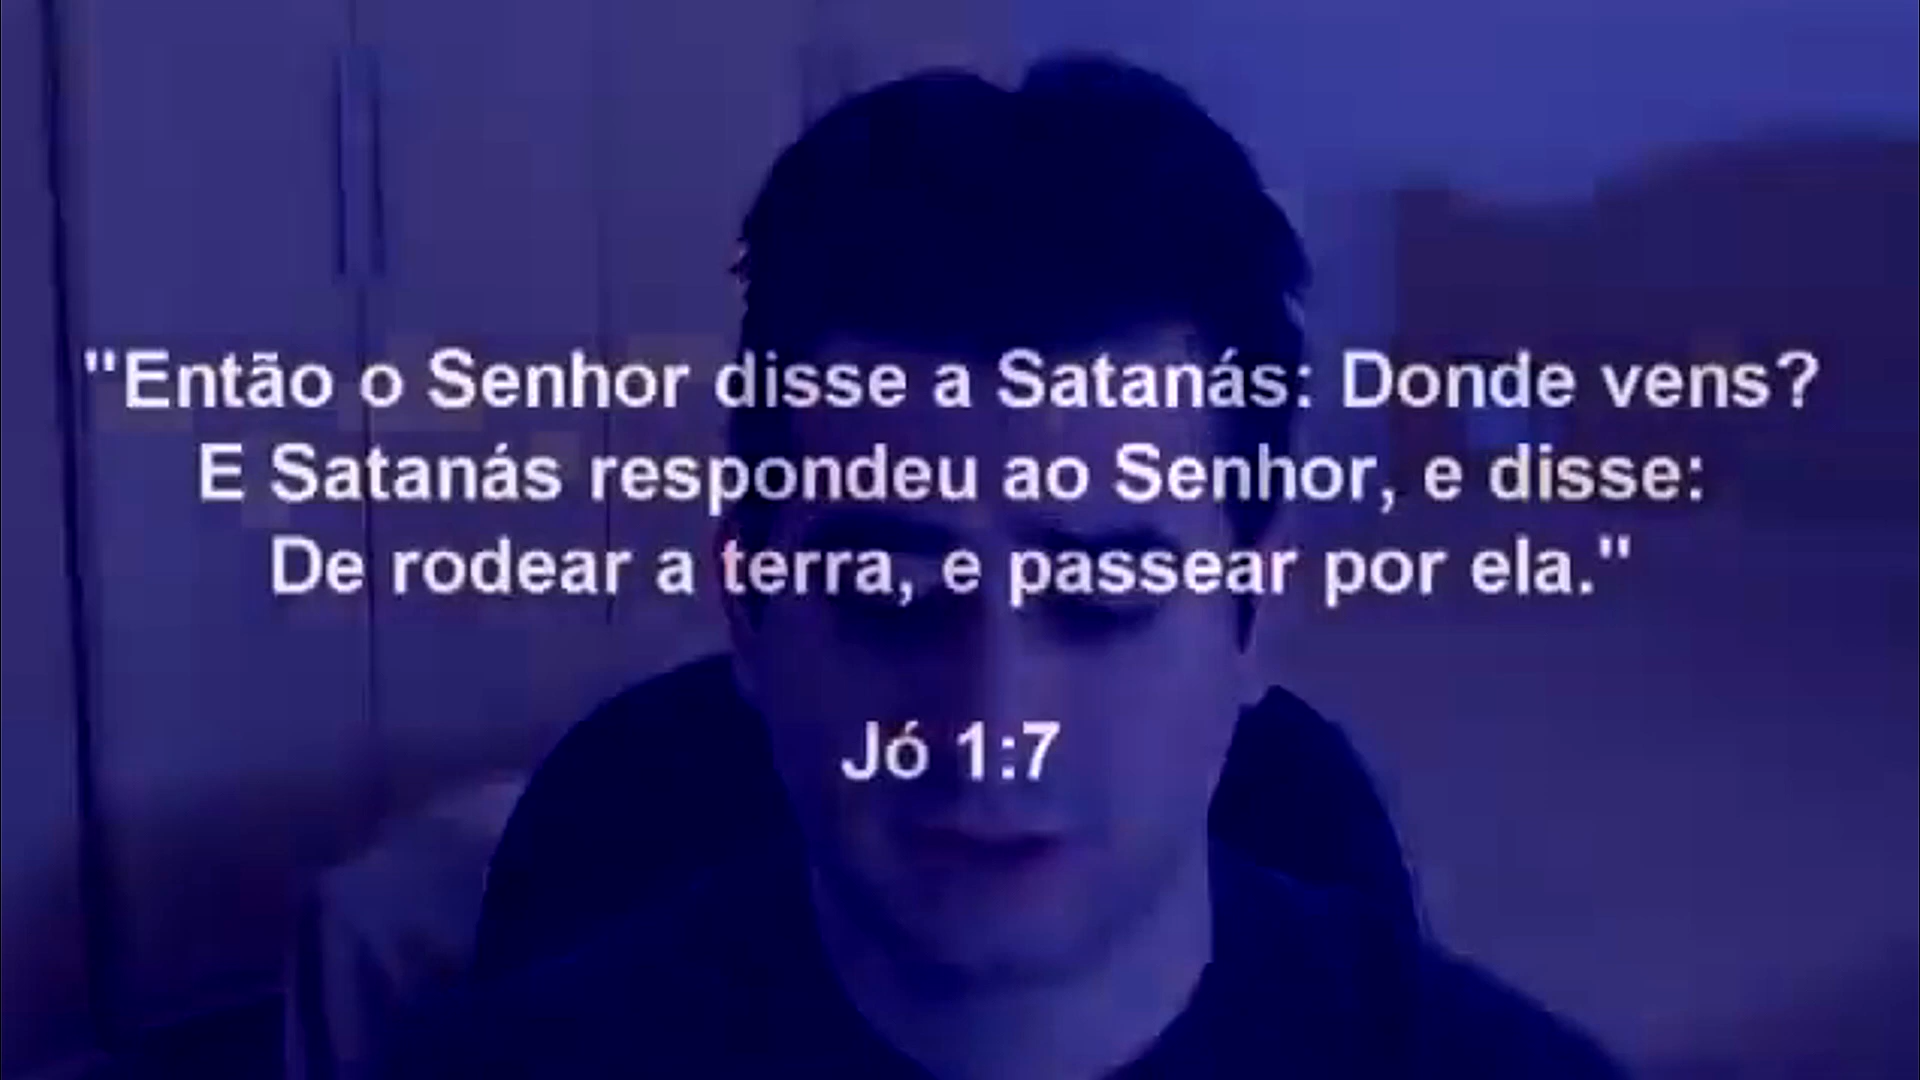 "Então o Senhor disse a Satanás: Donde vens?
E Satanás respondeu ao Senhor, e disse:
De rodear a terra, e passear por ela."
Jó 1:7